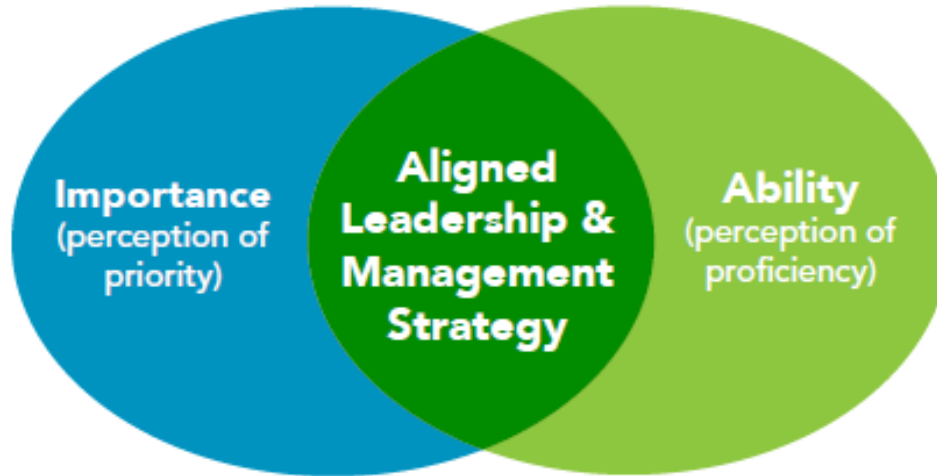 Importance
(perception of
priority)
Aligned
Leadership &
Management
Strategy
Ability
(perception of
proficiency)